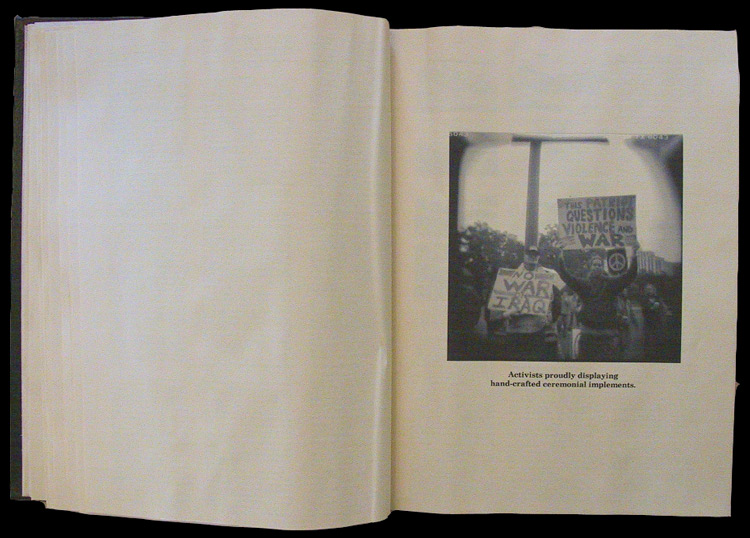 THIS PATRIOT
QUESTIONS
VIOLENCE AND
WAR
NO
WAR
IRAQ
Activists proudly displaying
hand-crafted ceremonial implements.